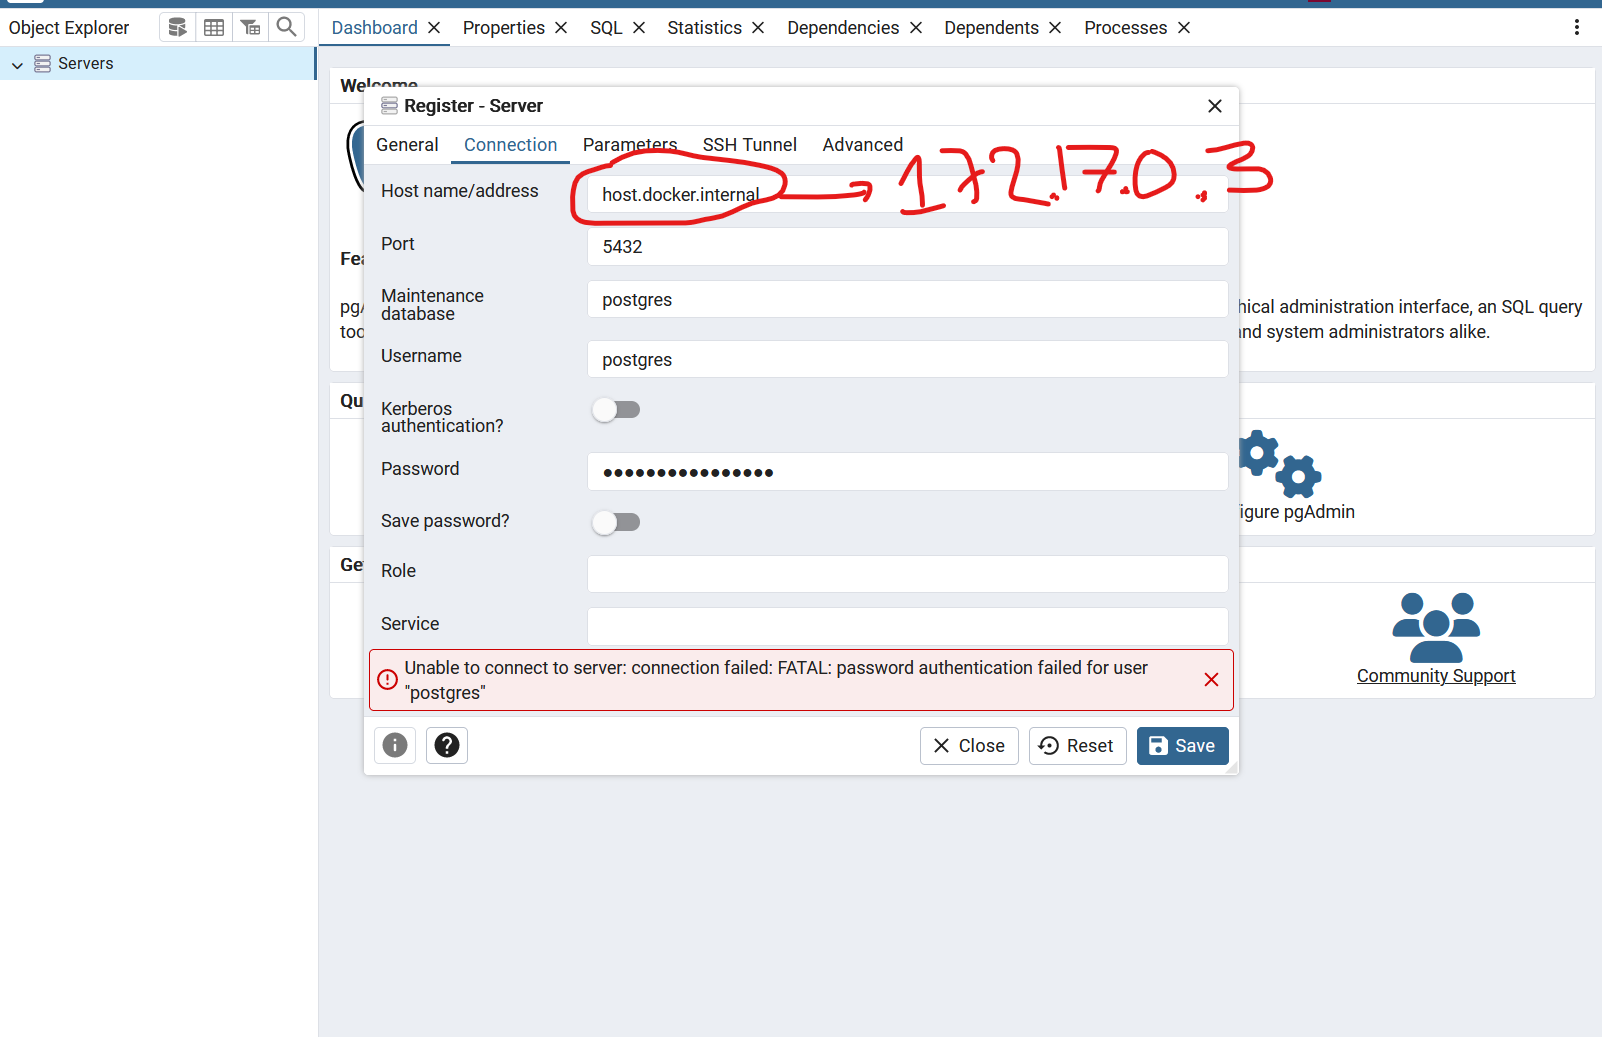 Object Explorer
Dashboard
Properties
SQL
Statistics
Dependencies
Dependents
Processes
Servers
Welcome
Register - Server
General
Connection
Parameters
SSH Tunnel
Advanced
Host name/address
host.docker.internal
172.17.0.3
Port
5432
Maintenance
database
postgres
Username
postgres
Kerberos
authentication?
Password
••••••••••••••••
Save password?
Role
Service
Unable to connect to server: connection failed: FATAL: password authentication failed for user
"postgres"
Close
Reset
Save
Fea
pgA
hical administration interface, an SQL query
too
and system administrators alike.
Qu
igure pgAdmin
Ge
Community Support